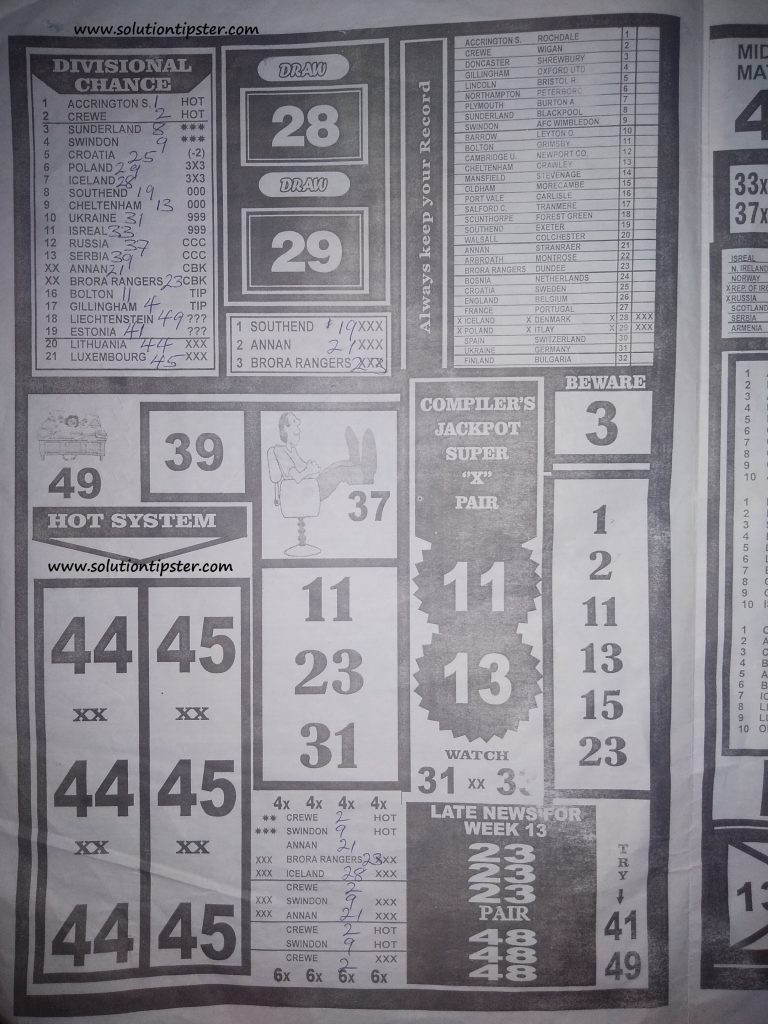 www.solutiontipster.com
DIVISIONAL
CHANCE
1 ACCRINGTON S. 1 HOT
2 CREWE 2 HOT
3 SUNDERLAND 8 ***
4 SWINDON 9 ***
5 CROATIA 25 (-2)
6 POLAND 29 3X3
7 ICELAND 28 3X3
8 SOUTHEND 19 000
9 CHELTENHAM 13 000
10 UKRAINE 31 999
11 ISREAL 33 999
12 RUSSIA 37 CCC
13 SERBIA 39 CCC
XX ANNAN 21 CBK
XX BRORA RANGERS 23 CBK
16 BOLTON 11 TIP
17 GILLINGHAM 4 TIP
18 LIECHTENSTEIN 49 ???
19 ESTONIA 41 ???
20 LITHUANIA 44 XXX
21 LUXEMBOURG 45 XXX
DRAW
28
DRAW
29
1 SOUTHEND 19 XXX
2 ANNAN 21 XXX
3 BRORA RANGERS XXX
Always keep your Record
ACCRINGTON S. ROCHDALE 1
CREWE WIGAN 2
DONCASTER SHREWBURY 3
GILLINGHAM OXFORD UTD 4
LINCOLN BRISTOL R 5
NORTHAMPTON PETERBORO 6
PLYMOUTH BURTON A 7
SUNDERLAND BLACKPOOL 8
SWINDON AFC WIMBLEDON 9
BARROW LEYTON O. 10
BOLTON GRIMSBY 11
CAMBRIDGE U. NEWPORT CO. 12
CHELTENHAM CRAWLEY 13
MANSFIELD STEVENAGE 14
OLDHAM MORECAMBE 15
PORT VALE CARLISLE 16
SALFORD C. TRANMERE 17
SCUNTHORPE FOREST GREEN 18
SOUTHEND EXETER 19
WALSALL COLCHESTER 20
ANNAN STRANRAER 21
ARBROATH MONTROSE 22
BRORA RANGERS DUNDEE 23
BOSNIA NETHERLANDS 24
CROATIA SWEDEN 25
ENGLAND BELGIUM 26
FRANCE PORTUGAL 27
X ICELAND X DENMARK X 28 XXX
X POLAND X ITLAY X 29 XXX
SPAIN SWITZERLAND 30
UKRAINE GERMANY 31
FINLAND BULGARIA 32
49
39
37
HOT SYSTEM
www.solutiontipster.com
44 45
XX XX
44 45
XX XX
44 45
11
23
31
4x 4x 4x 4x
** CREWE 2 HOT
*** SWINDON 9 HOT
ANNAN 21
XXX BRORA RANGERS 23 XXX
XXX ICELAND 28 XXX
CREWE 2
XXX SWINDON 9 XXX
XXX ANNAN 21 XXX
CREWE 2 HOT
SWINDON 9 HOT
CREWE 2 XXX
6x 6x 6x 6x
COMPILER'S
JACKPOT
SUPER
"X"
PAIR
11
13
WATCH
31 xx
LATE NEWS FOR
WEEK 13
23
23
23
PAIR
48
48
48
BEWARE
3
1
2
11
13
15
23
TRY
41
49
MID
MAT
4
33x
37x
ISREAL
N. IRELAND
NORWAY
X REP. OF IRE
X RUSSIA
SCOTLAND
SERBIA
ARMENIA